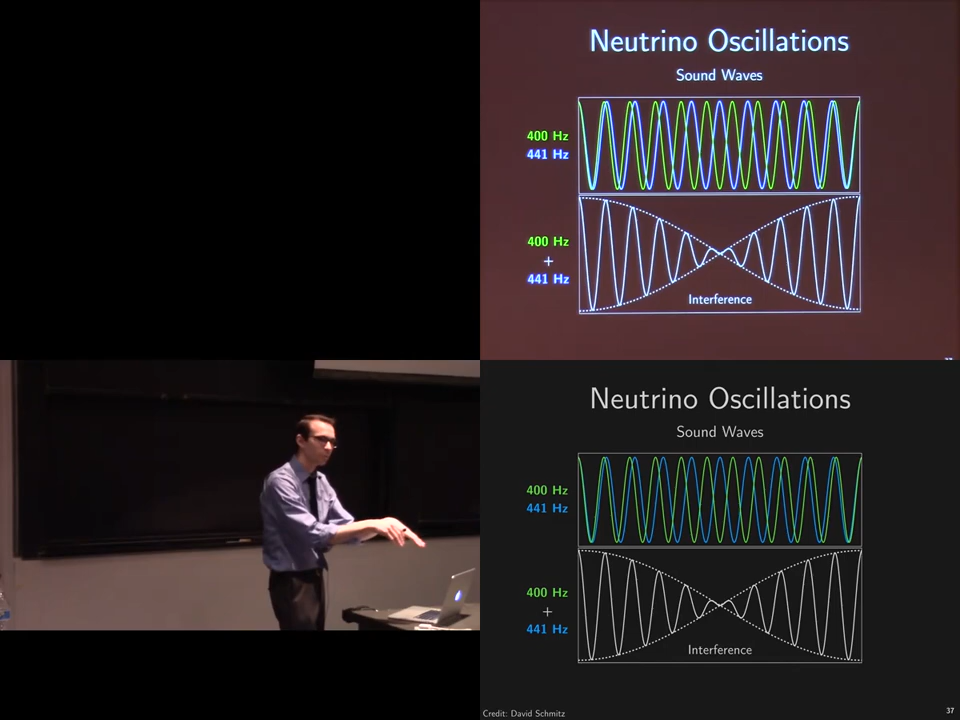 Neutrino Oscillations
Sound Waves
400 Hz
441 Hz
400 Hz
+
441 Hz
Interference
Neutrino Oscillations
Sound Waves
400 Hz
441 Hz
400 Hz
+
441 Hz
Interference
Credit: David Schmitz
37